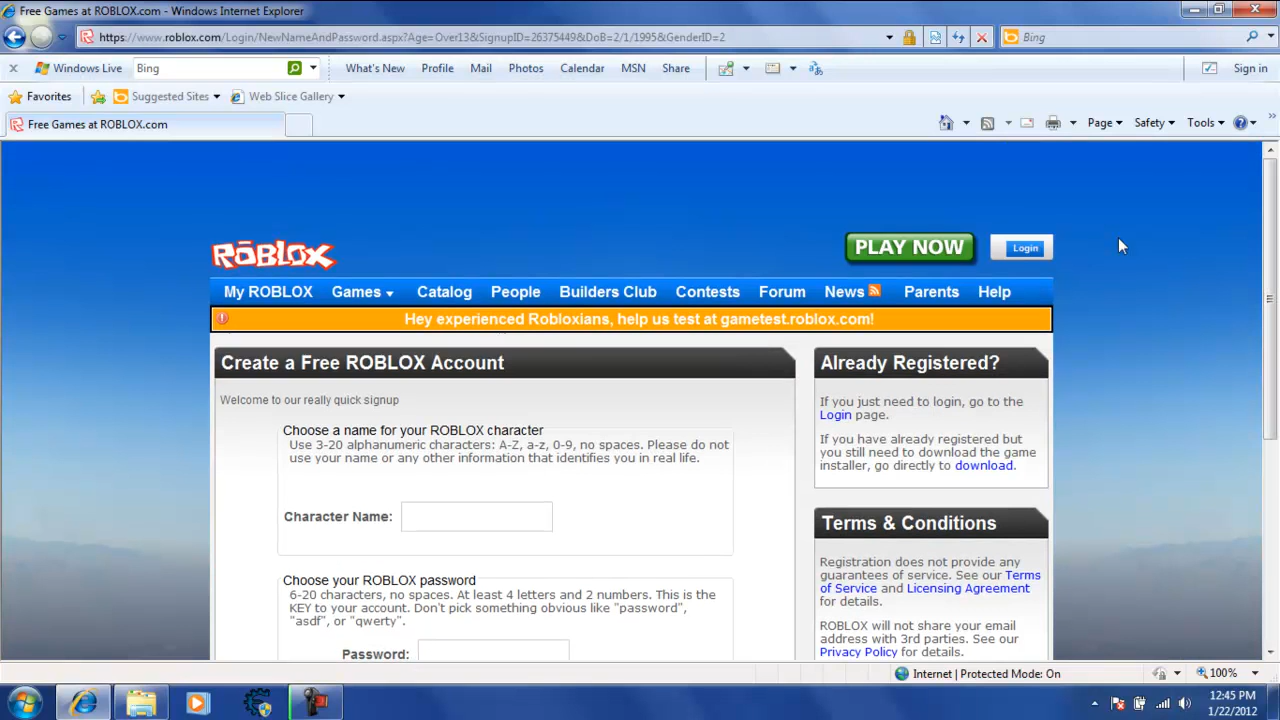 Free Games at ROBLOX.com - Windows Internet Explorer
https://www.roblox.com/Login/NewNameAndPassword.aspx?Age=Over13&SignupID=26375449&DoB=2/1/1995&GenderID=2
Bing
Windows Live
Bing
What's New
Profile
Mail
Photos
Calendar
MSN
Share
Sign in
Favorites
Suggested Sites
Web Slice Gallery
Free Games at ROBLOX.com
Page
Safety
Tools
ROBLOX
PLAY NOW
Login
My ROBLOX
Games
Catalog
People
Builders Club
Contests
Forum
News
Parents
Help
Hey experienced Robloxians, help us test at gametest.roblox.com!
Create a Free ROBLOX Account
Welcome to our really quick signup
Choose a name for your ROBLOX character
Use 3-20 alphanumeric characters: A-Z, a-z, 0-9, no spaces. Please do not
use your name or any other information that identifies you in real life.
Character Name:
Choose your ROBLOX password
6-20 characters, no spaces. At least 4 letters and 2 numbers. This is the
KEY to your account. Don't pick something obvious like "password",
"asdf", or "qwerty".
Password:
Already Registered?
If you just need to login, go to the
Login page.
If you have already registered but
you still need to download the game
installer, go directly to download.
Terms & Conditions
Registration does not provide any
guarantees of service. See our Terms
of Service and Licensing Agreement
for details.
ROBLOX will not share your email
address with 3rd parties. See our
Privacy Policy for details.
Internet | Protected Mode: On
100%
12:45 PM
1/22/2012